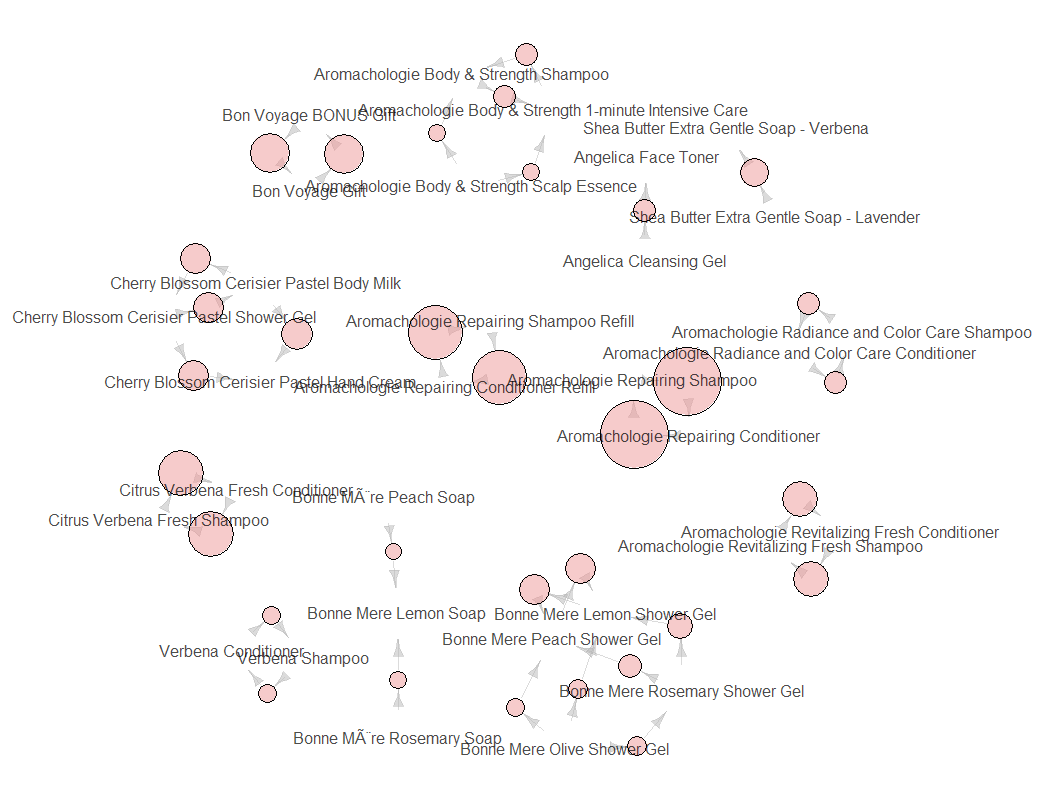 Aromachologie Body & Strength Shampoo
Aromachologie Body & Strength 1-minute Intensive Care
Bon Voyage BONUS Gift
Shea Butter Extra Gentle Soap - Verbena
Angelica Face Toner
Aromachologie Body & Strength Scalp Essence
Bon Voyage Gift
Shea Butter Extra Gentle Soap - Lavender
Angelica Cleansing Gel
Cherry Blossom Cerisier Pastel Body Milk
Cherry Blossom Cerisier Pastel Shower Gel
Aromachologie Repairing Shampoo Refill
Aromachologie Radiance and Color Care Shampoo
Aromachologie Radiance and Color Care Conditioner
Cherry Blossom Cerisier Pastel Hand Cream
Aromachologie Repairing Conditioner Refill
Aromachologie Repairing Shampoo
Aromachologie Repairing Conditioner
Citrus Verbena Fresh Conditioner
Bonne MÃ¨re Peach Soap
Citrus Verbena Fresh Shampoo
Aromachologie Revitalizing Fresh Conditioner
Aromachologie Revitalizing Fresh Shampoo
Bonne Mere Lemon Soap
Bonne Mere Lemon Shower Gel
Bonne Mere Peach Shower Gel
Verbena Conditioner
Verbena Shampoo
Bonne Mere Rosemary Shower Gel
Bonne MÃ¨re Rosemary Soap
Bonne Mere Olive Shower Gel